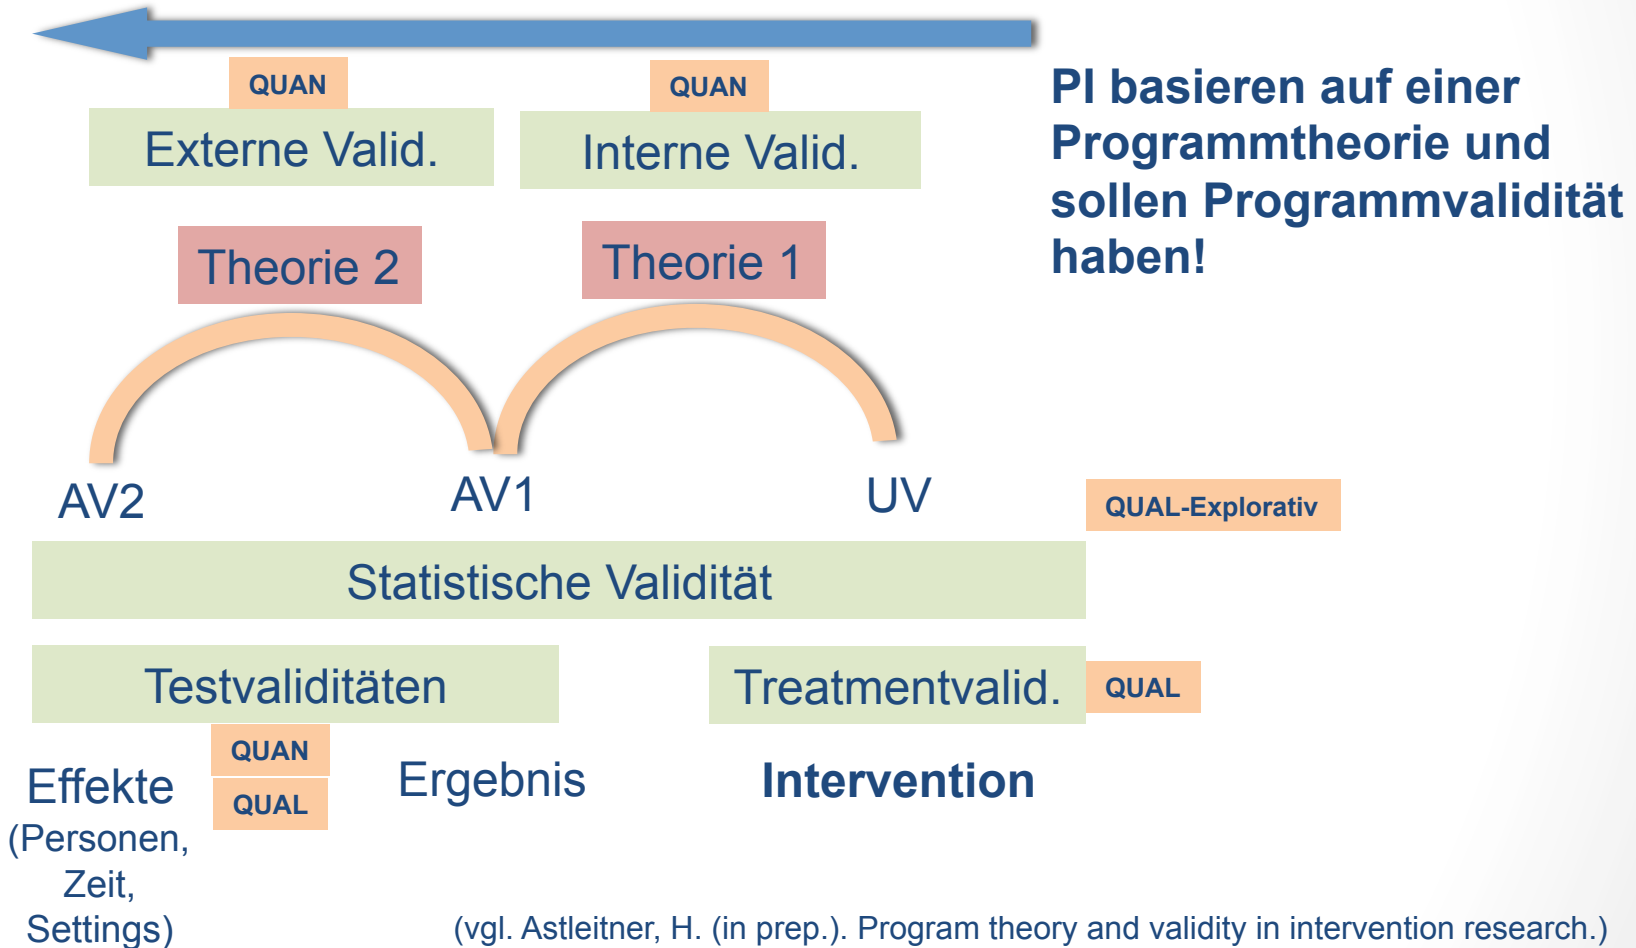 QUAN
QUAN
Externe Valid.
Interne Valid.
PI basieren auf einer
Programmtheorie und
sollen Programmvalidität
haben!
Theorie 2
Theorie 1
AV2
AV1
UV
QUAL-Explorativ
Statistische Validität
Testvaliditäten
Treatmentvalid.
QUAL
QUAN
QUAL
Effekte
(Personen,
Zeit,
Settings)
Ergebnis
Intervention
(vgl. Astleitner, H. (in prep.). Program theory and validity in intervention research.)